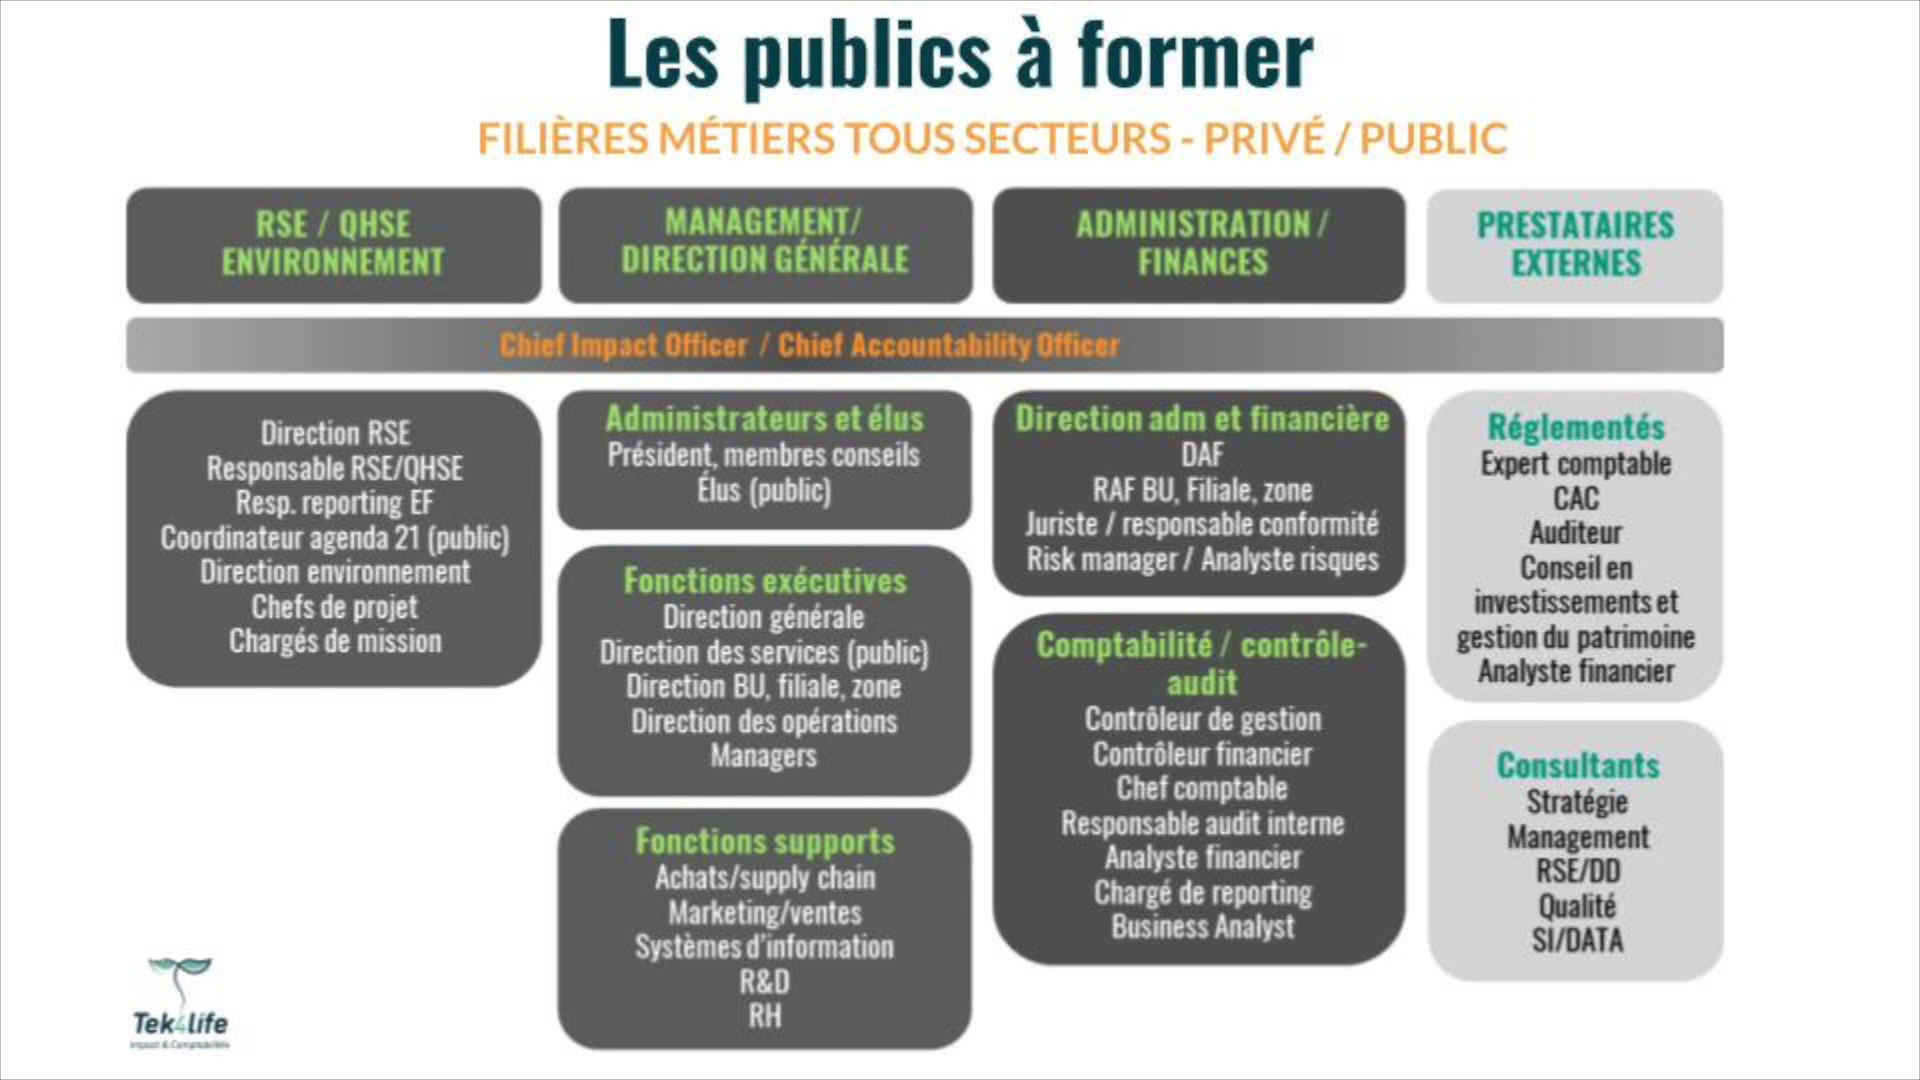 Les publics à former
FILIÈRES MÉTIERS TOUS SECTEURS - PRIVÉ / PUBLIC
RSE / QHSE
ENVIRONNEMENT
MANAGEMENT/
DIRECTION GÉNÉRALE
ADMINISTRATION /
FINANCES
PRESTATAIRES
EXTERNES
Chief Impact Officer / Chief Accountability Officer
Direction RSE
Responsable RSE/QHSE
Resp. reporting EF
Coordinateur agenda 21 (public)
Direction environnement
Chefs de projet
Chargés de mission
Administrateurs et élus
Président, membres conseils
Élus (public)
Fonctions exécutives
Direction générale
Direction des services (public)
Direction BU, filiale, zone
Direction des opérations
Managers
Fonctions supports
Achats/supply chain
Marketing/ventes
Systèmes d'information
R&D
RH
Direction adm et financière
DAF
RAF BU, Filiale, zone
Juriste / responsable conformité
Risk manager / Analyste risques
Comptabilité / contrôle-
audit
Contrôleur de gestion
Contrôleur financier
Chef comptable
Responsable audit interne
Analyste financier
Chargé de reporting
Business Analyst
Réglementés
Expert comptable
CAC
Auditeur
Conseil en
investissements et
gestion du patrimoine
Analyste financier
Consultants
Stratégie
Management
RSE/DD
Qualité
SI/DATA
Tek4life
Impact & Comptabilité